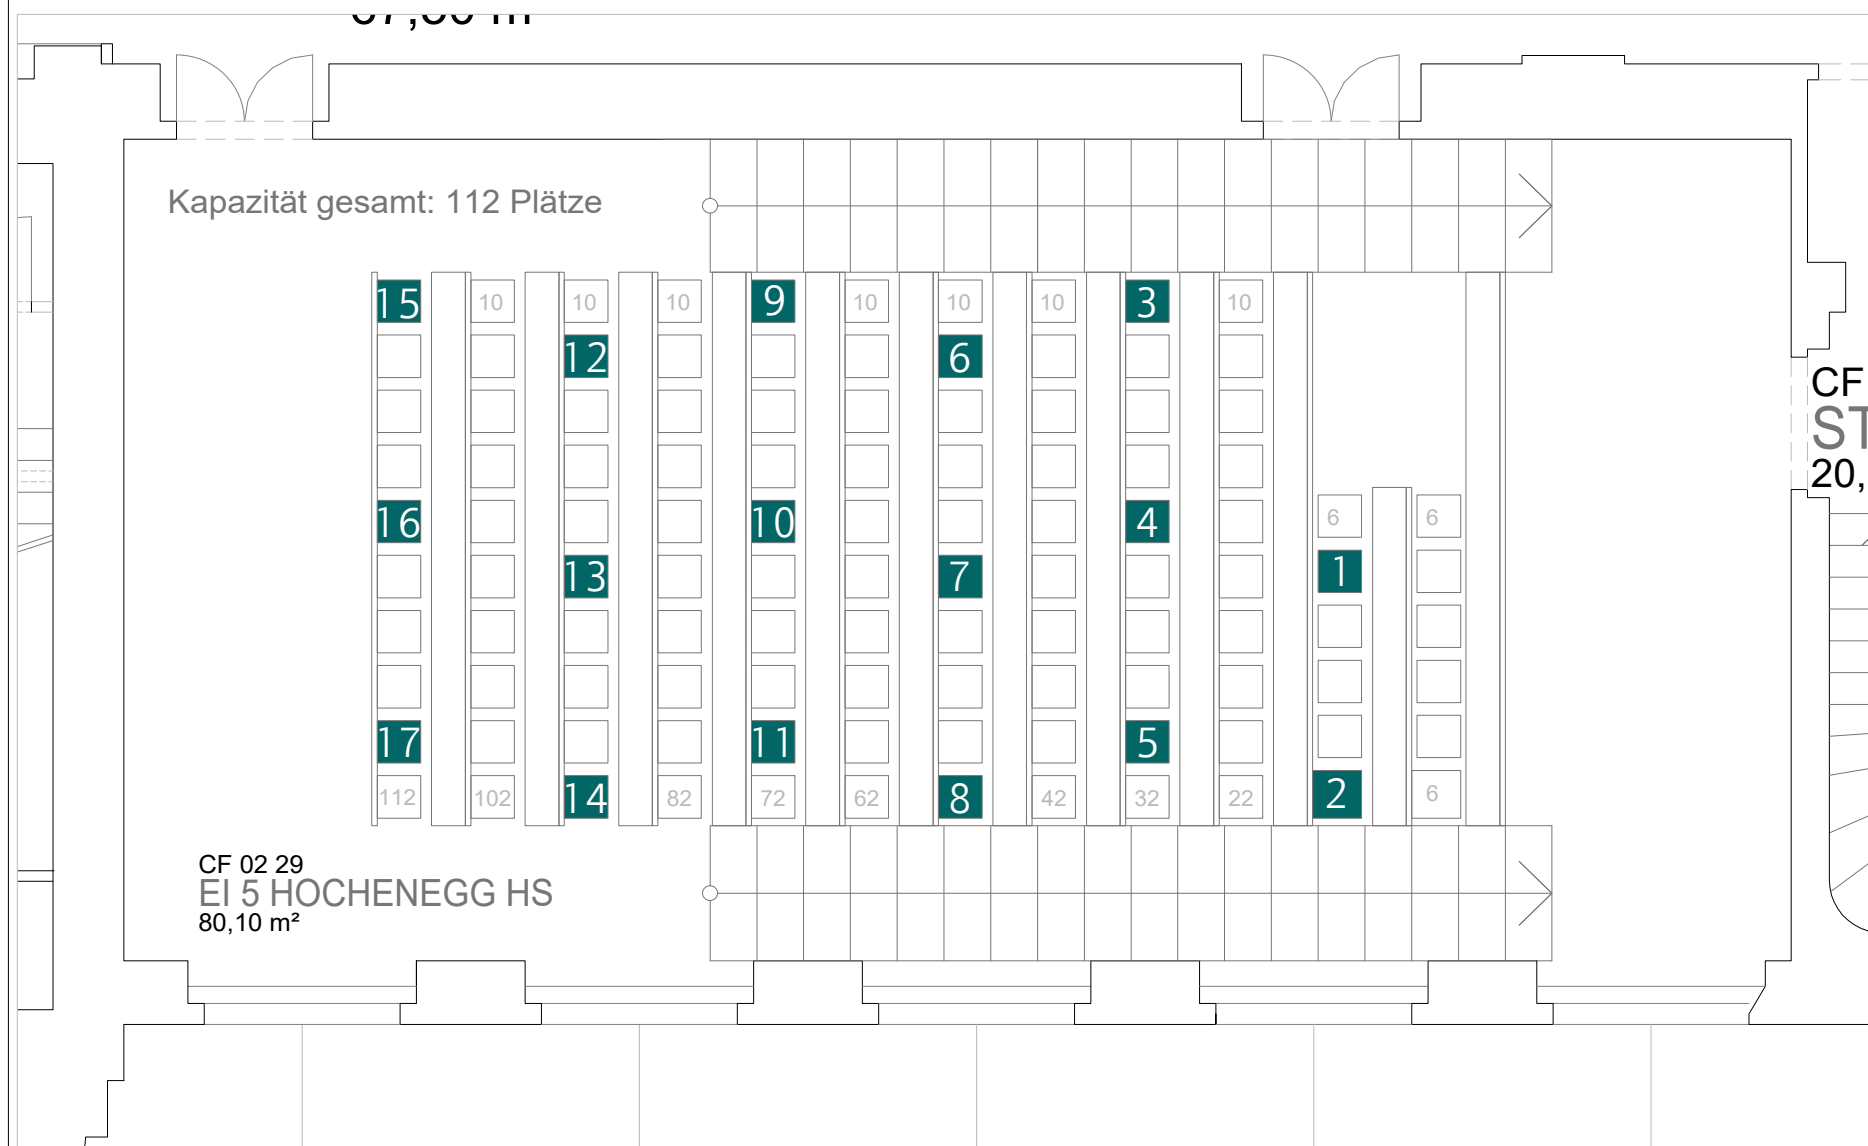 Kapazität gesamt: 112 Plätze
15 10 10 10 9 10 10 10 3 10
12 6
CF
ST
20,
16 10 4 6 6
13 7 1
17 11 5
112 102 14 82 72 62 8 42 32 22 2 6
CF 02 29
EI 5 HOCHENEGG HS
80,10 m²